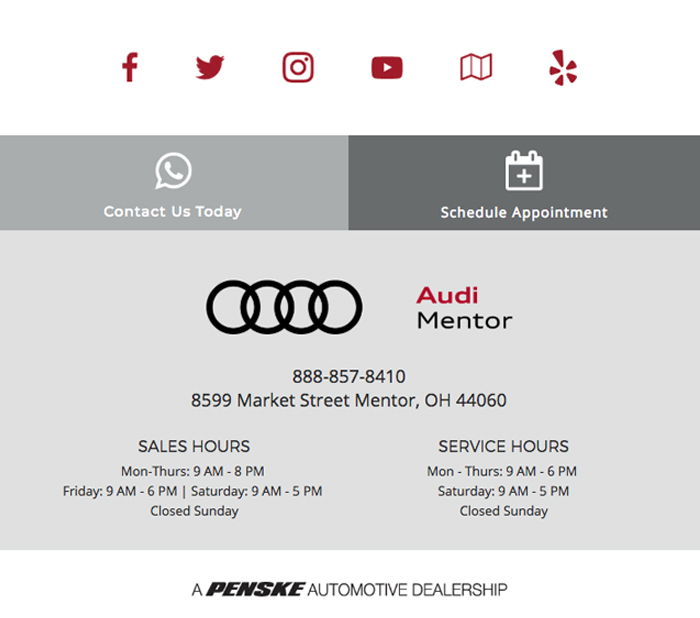 Contact Us Today
Schedule Appointment
Audi
Mentor
888-857-8410
8599 Market Street Mentor, OH 44060
SALES HOURS
Mon-Thurs: 9 AM - 8 PM
Friday: 9 AM - 6 PM | Saturday: 9 AM - 5 PM
Closed Sunday
SERVICE HOURS
Mon - Thurs: 9 AM - 6 PM
Saturday: 9 AM - 5 PM
Closed Sunday
A PENSKE AUTOMOTIVE DEALERSHIP